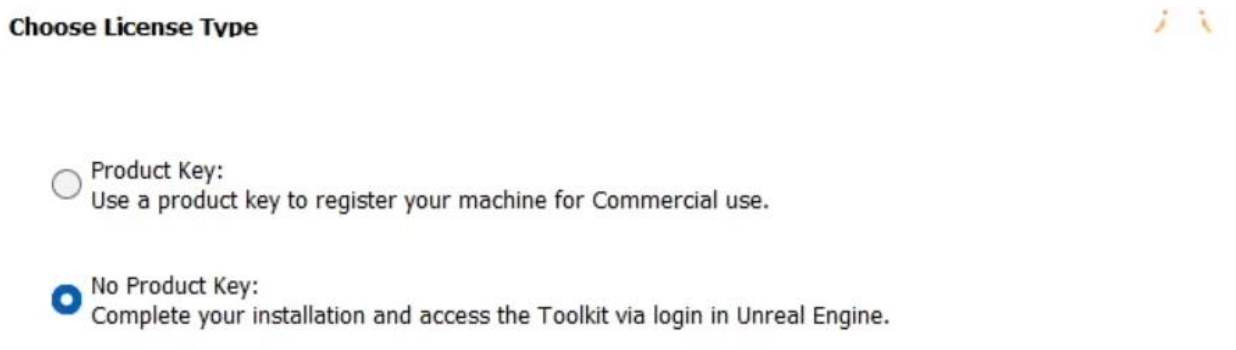 Choose License Type
Product Key:
Use a product key to register your machine for Commercial use.
No Product Key:
Complete your installation and access the Toolkit via login in Unreal Engine.